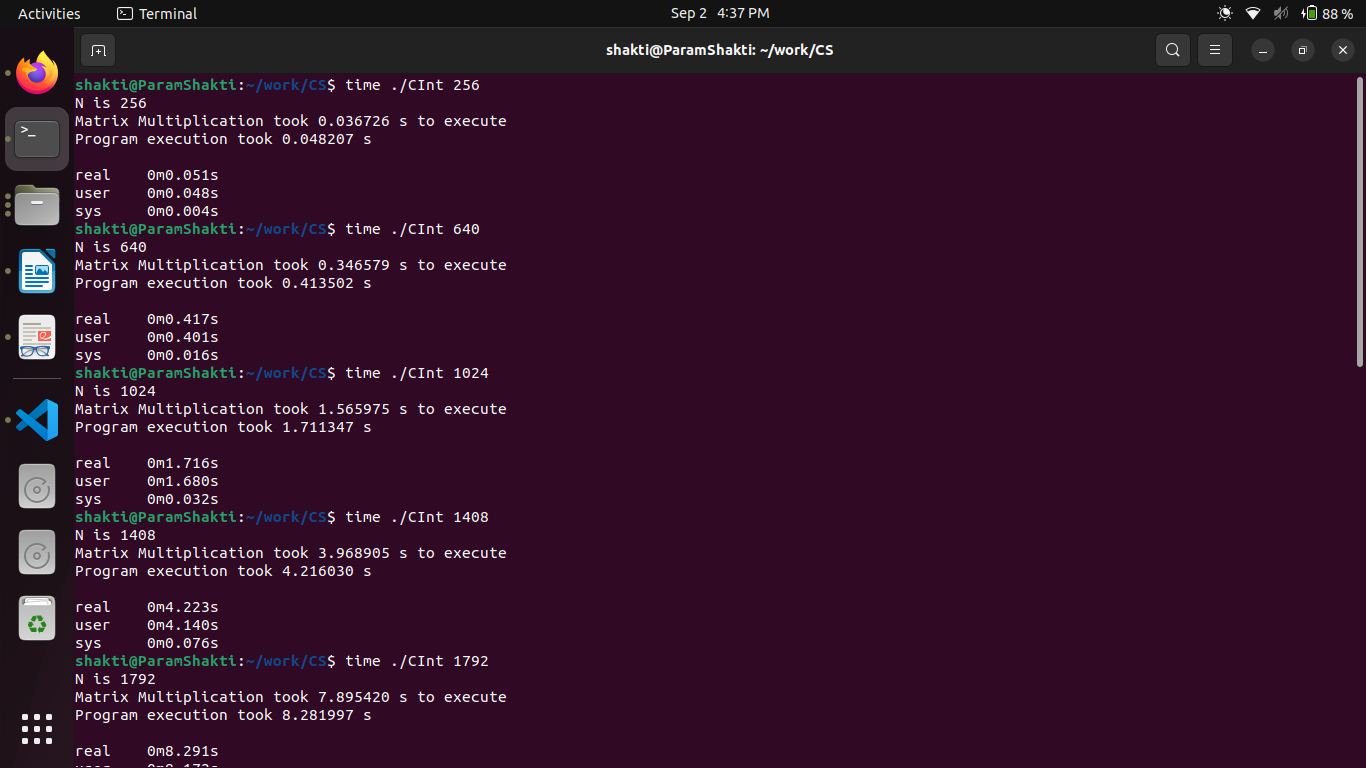 Activities
Terminal
Sep 2 4:37 PM
88 %
shakti@ParamShakti: ~/work/CS
shakti@ParamShakti:~/work/CS$ time ./CInt 256
N is 256
Matrix Multiplication took 0.036726 s to execute
Program execution took 0.048207 s
real 0m0.051s
user 0m0.048s
sys 0m0.004s
shakti@ParamShakti:~/work/CS$ time ./CInt 640
N is 640
Matrix Multiplication took 0.346579 s to execute
Program execution took 0.413502 s
real 0m0.417s
user 0m0.401s
sys 0m0.016s
shakti@ParamShakti:~/work/CS$ time ./CInt 1024
N is 1024
Matrix Multiplication took 1.565975 s to execute
Program execution took 1.711347 s
real 0m1.716s
user 0m1.680s
sys 0m0.032s
shakti@ParamShakti:~/work/CS$ time ./CInt 1408
N is 1408
Matrix Multiplication took 3.968905 s to execute
Program execution took 4.216030 s
real 0m4.223s
user 0m4.140s
sys 0m0.076s
shakti@ParamShakti:~/work/CS$ time ./CInt 1792
N is 1792
Matrix Multiplication took 7.895420 s to execute
Program execution took 8.281997 s
real 0m8.291s